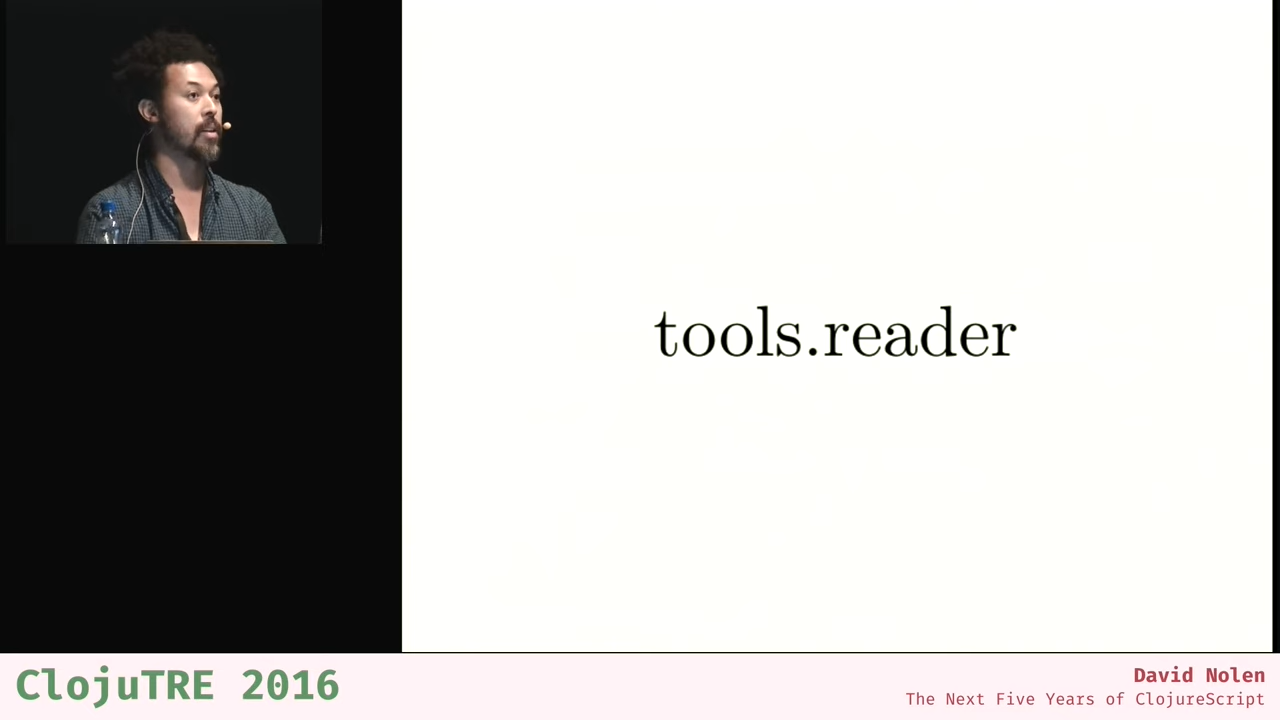 tools.reader
ClojuTRE 2016
David Nolen
The Next Five Years of ClojureScript